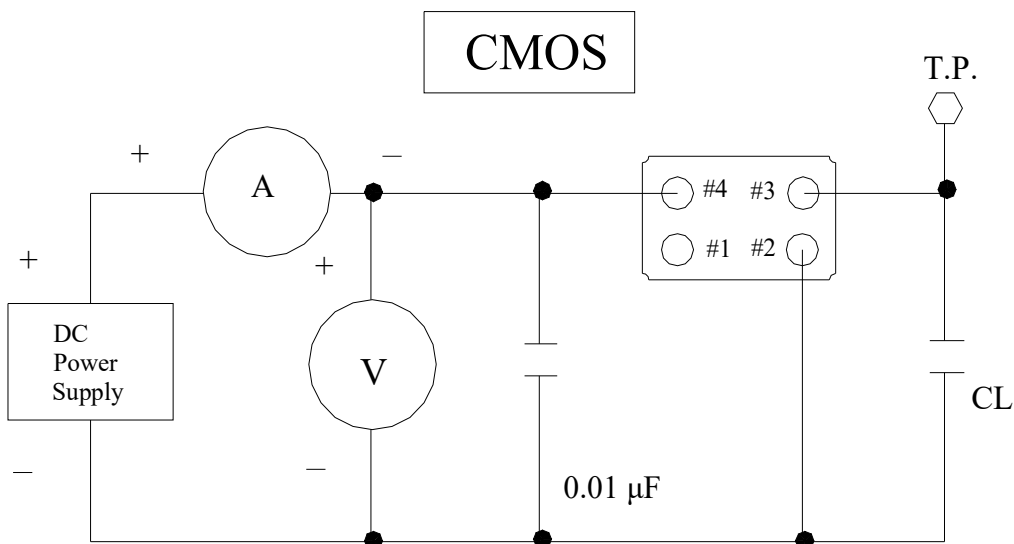 CMOS
T.P.
+
−
A
#4 #3
#1 #2
+
+
DC
Power
Supply
V
CL
−
−
0.01 μF